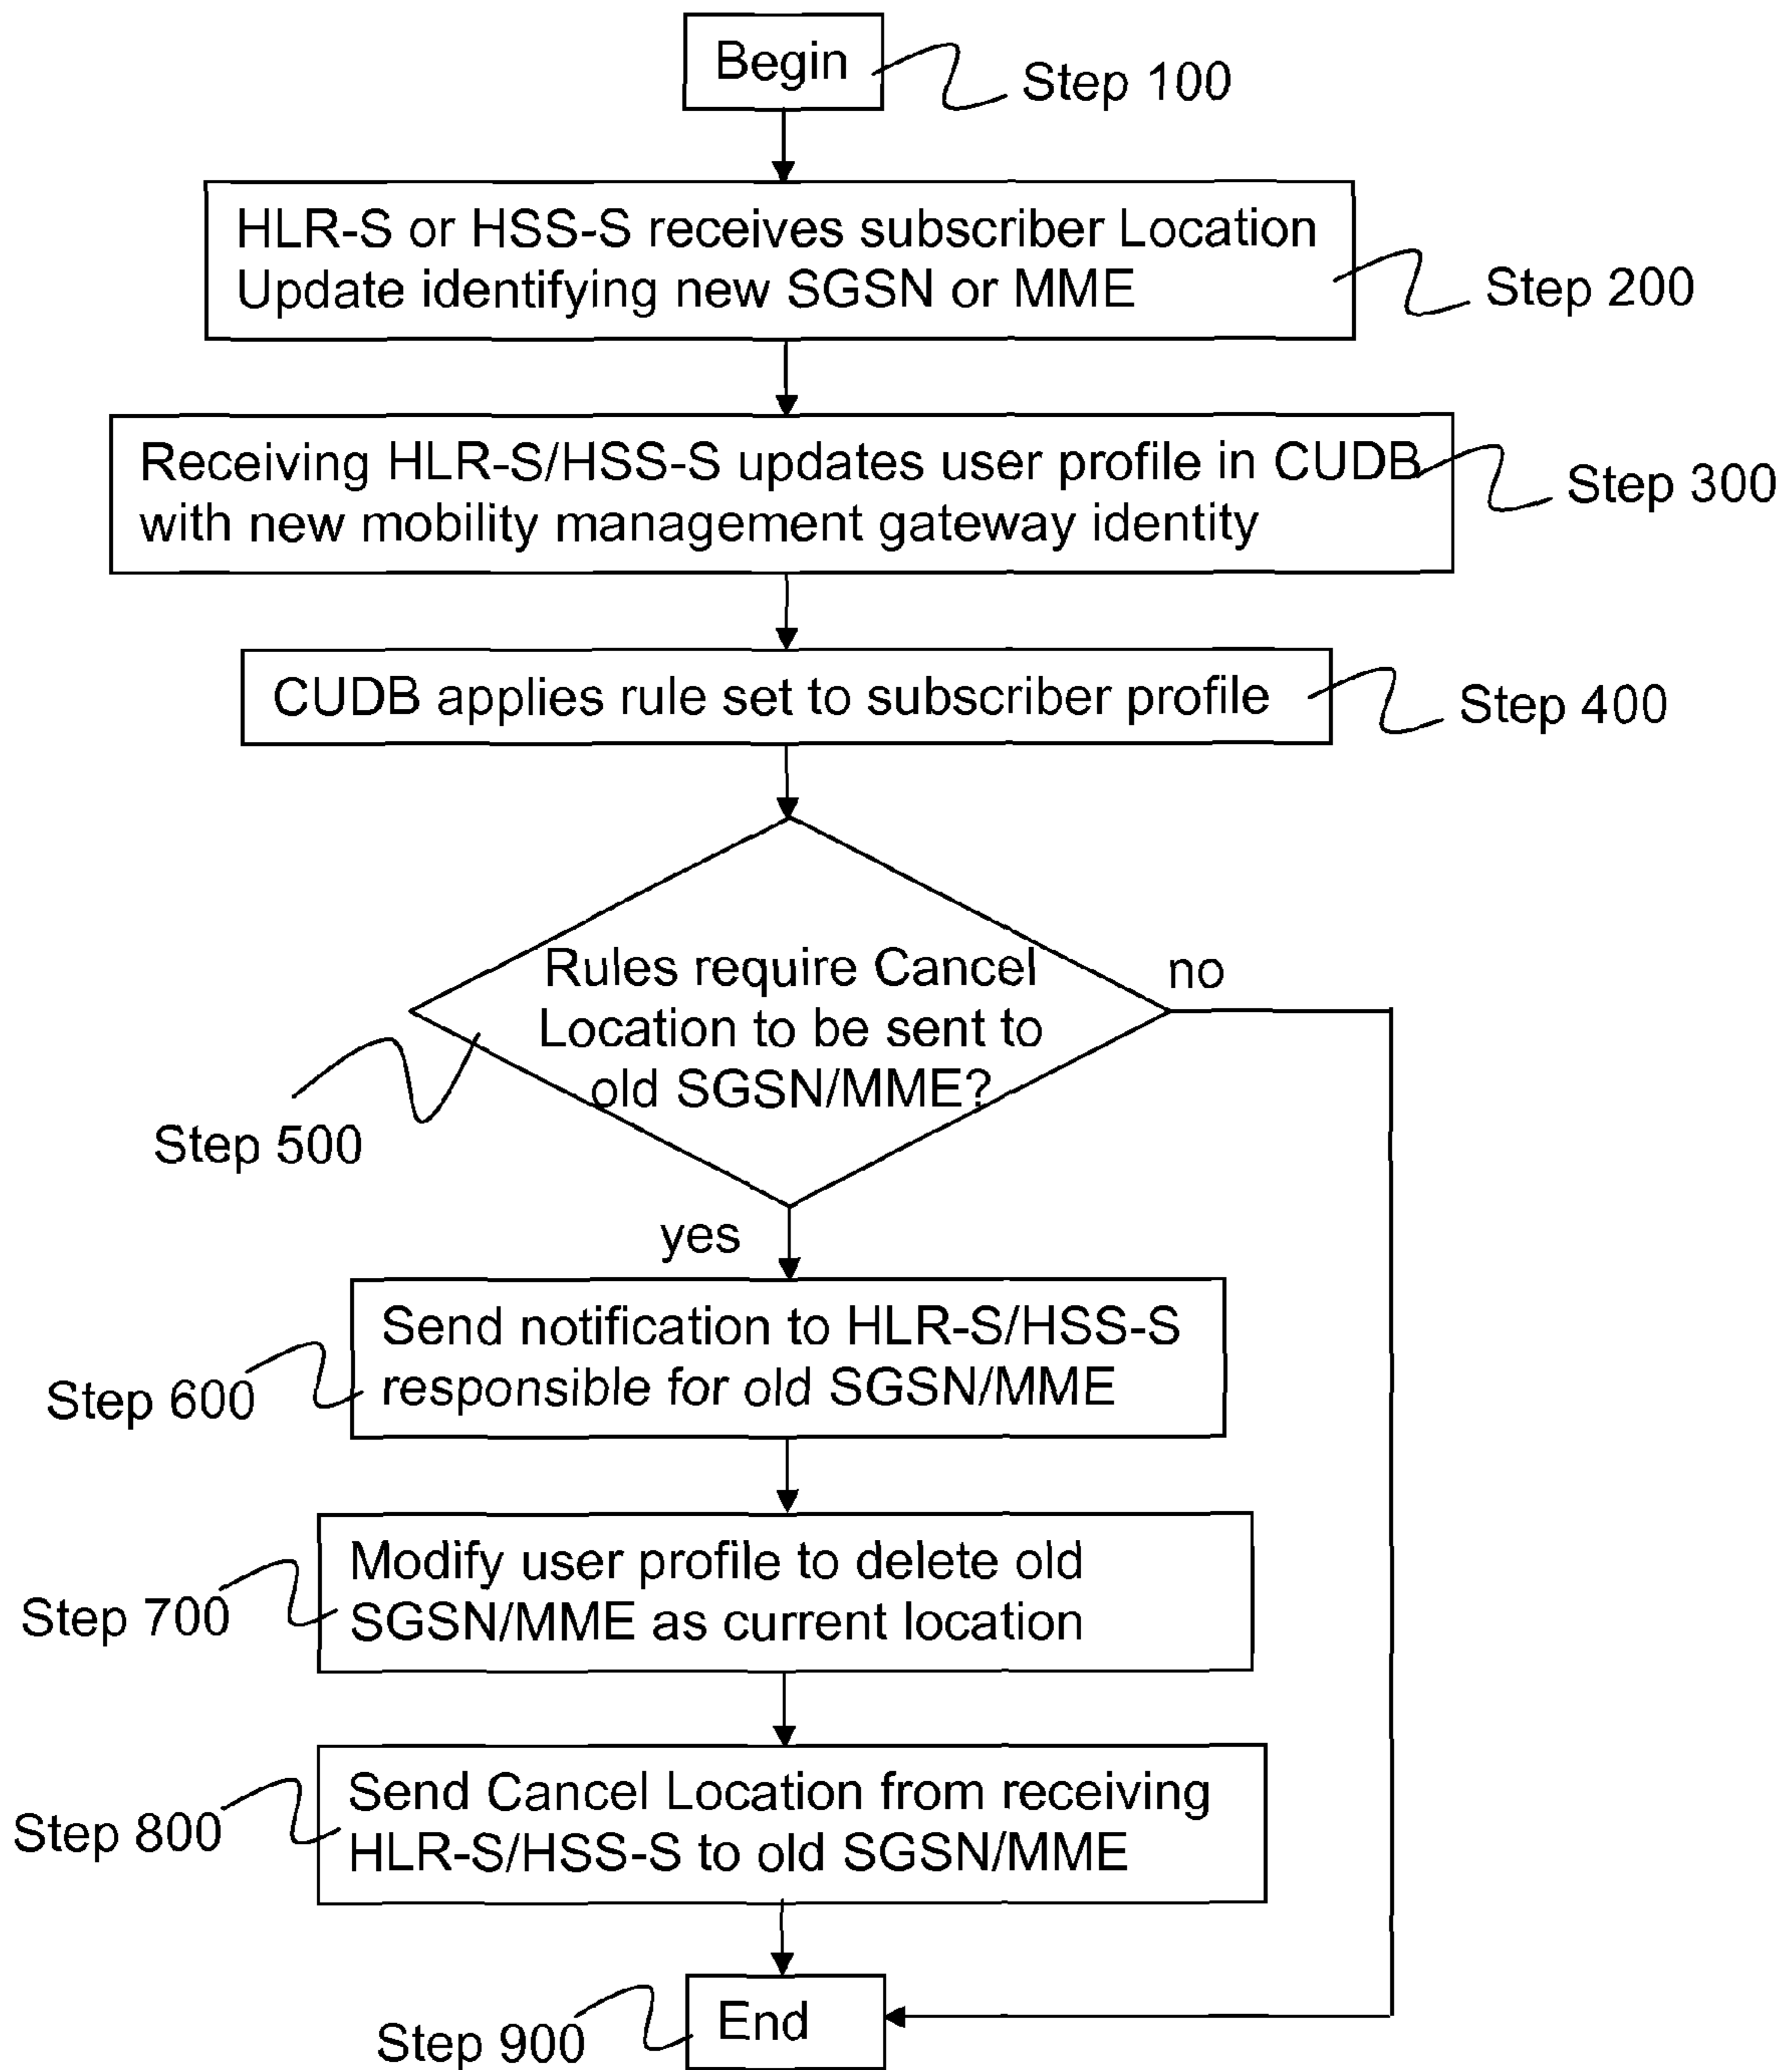 Begin
Step 100
HLR-S or HSS-S receives subscriber Location
Update identifying new SGSN or MME
Step 200
Receiving HLR-S/HSS-S updates user profile in CUDB
with new mobility management gateway identity
Step 300
CUDB applies rule set to subscriber profile
Step 400
Rules require Cancel
Location to be sent to
old SGSN/MME?
no
Step 500
yes
Send notification to HLR-S/HSS-S
responsible for old SGSN/MME
Step 600
Modify user profile to delete old
SGSN/MME as current location
Step 700
Send Cancel Location from receiving
HLR-S/HSS-S to old SGSN/MME
Step 800
End
Step 900